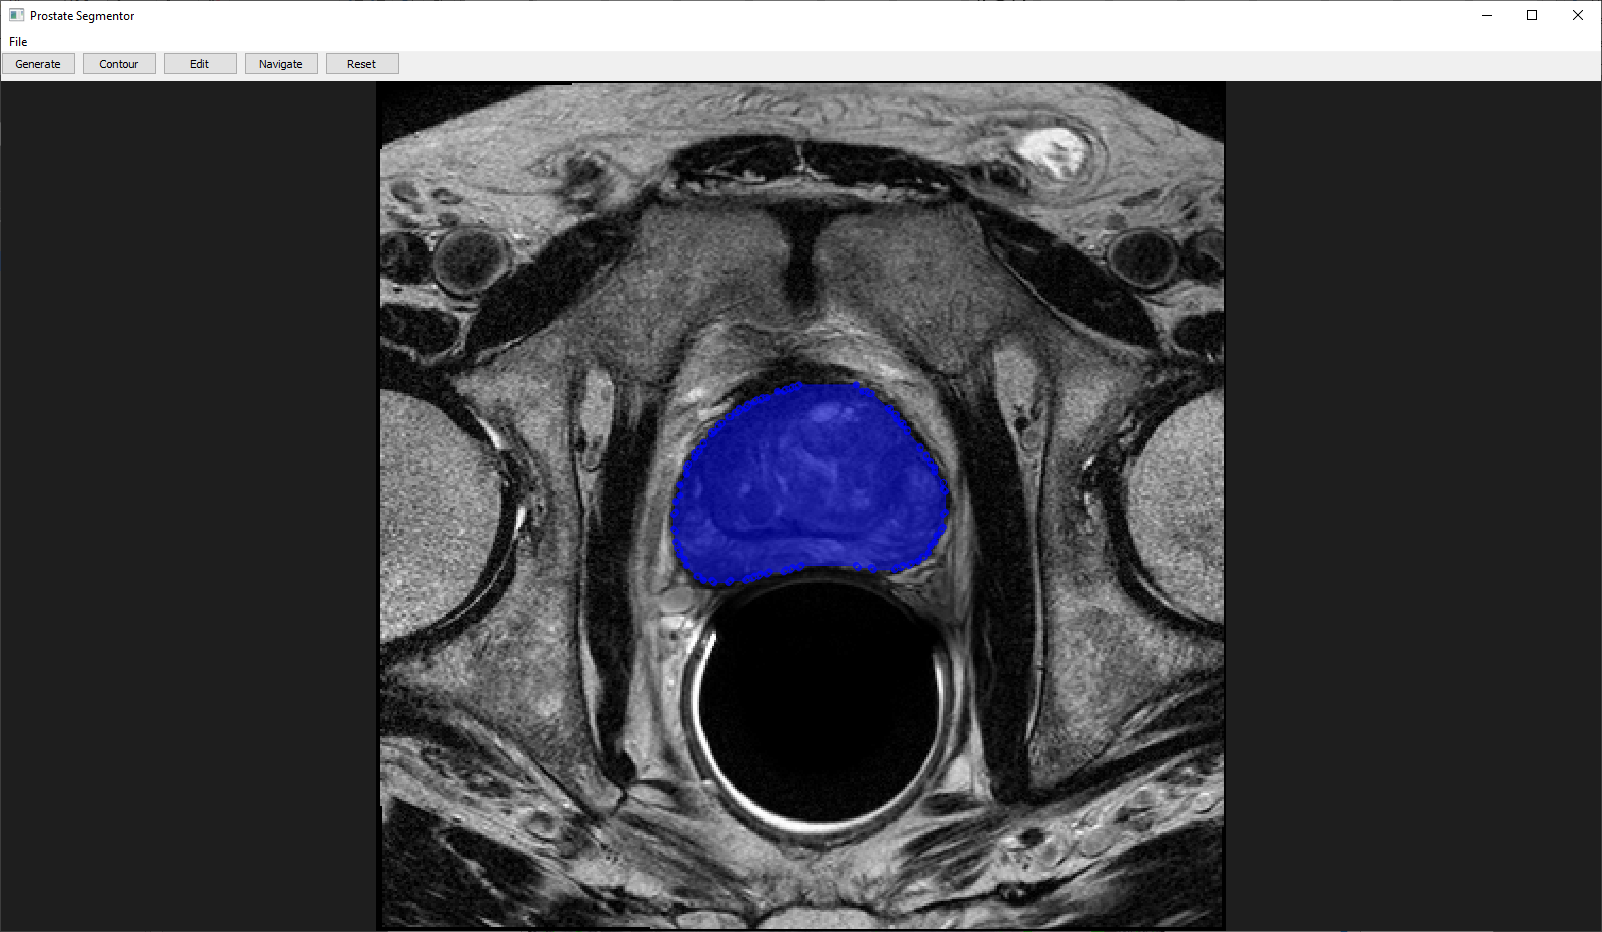 Prostate Segmentor
File
Generate Contour Edit Navigate Reset